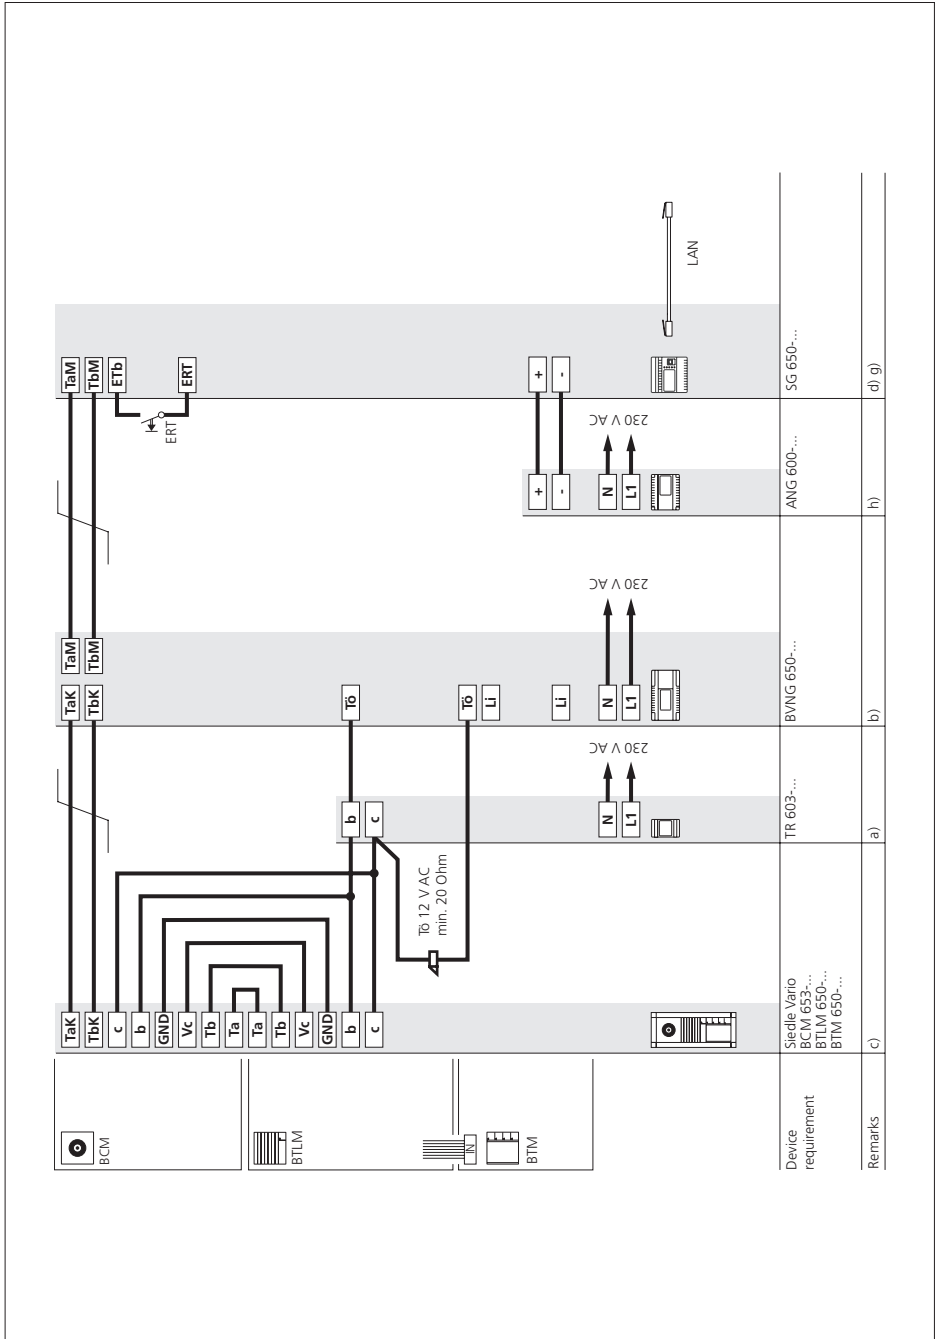 BCM
BTLM
IN
BTM
Device
requirement
Remarks
TaK
TbK
c
b
GND
Vc
Tb
Ta
Ta
Tb
Vc
GND
b
c
Siedle Vario
BCM 653-...
BTLM 650-...
BTM 650-...
c)
Tö 12 V AC
min. 20 Ohm
b
c
N
L1
230 V AC
TR 603-...
a)
TaK
TbK
TaM
TbM
Tö
Tö
Li
Li
N
L1
230 V AC
BVNG 650-...
b)
+
-
N
L1
230 V AC
ANG 600-...
h)
TaM
TbM
ETb
ERT
ERT
+
-
LAN
SG 650-...
d) g)